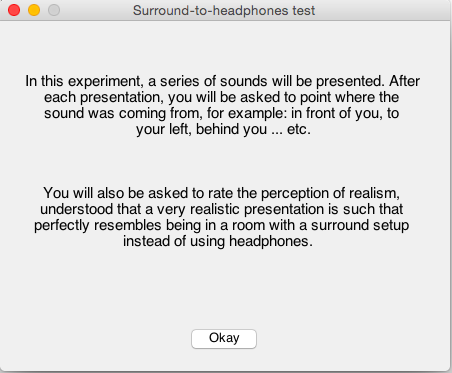 Surround-to-headphones test
In this experiment, a series of sounds will be presented. After
each presentation, you will be asked to point where the
sound was coming from, for example: in front of you, to
your left, behind you ... etc.
You will also be asked to rate the perception of realism,
understood that a very realistic presentation is such that
perfectly resembles being in a room with a surround setup
instead of using headphones.
Okay